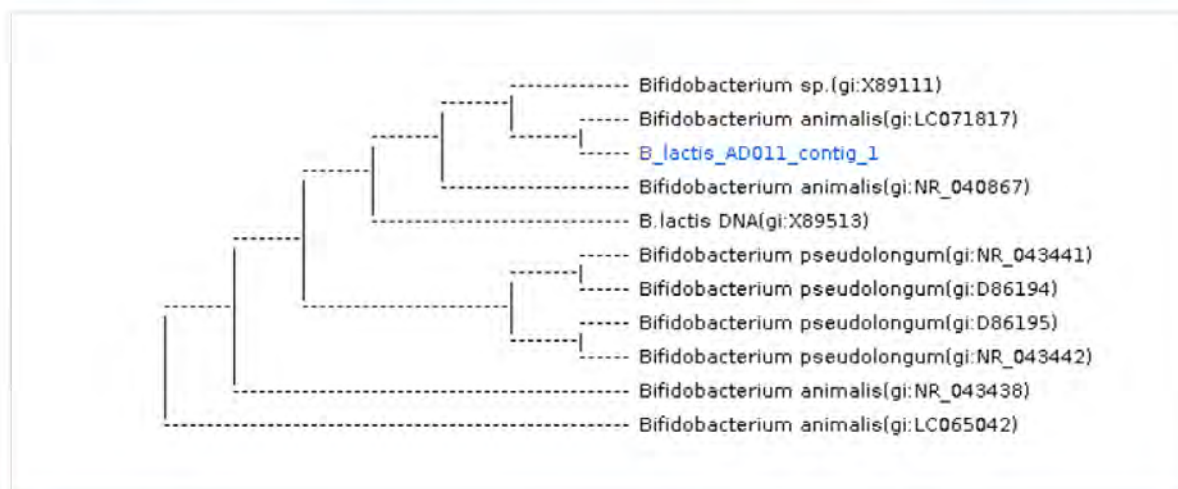 Bifidobacterium sp.(gi:X89111)
Bifidobacterium animalis(gi:LC071817)
B_lactis_AD011_contig_1
Bifidobacterium animalis(gi:NR_040867)
B.lactis DNA(gi:X89513)
Bifidobacterium pseudolongum(gi:NR_043441)
Bifidobacterium pseudolongum(gi:D86194)
Bifidobacterium pseudolongum(gi:D86195)
Bifidobacterium pseudolongum(gi:NR_043442)
Bifidobacterium animalis(gi:NR_043438)
Bifidobacterium animalis(gi:LC065042)